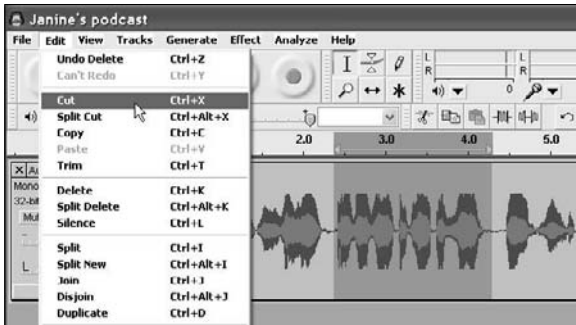 Janine's podcast
File Edit View Tracks Generate Effect Analyze Help
Undo Delete Ctrl+Z
Can't Redo Ctrl+Y
Cut Ctrl+X
Split Cut Ctrl+Alt+X
Copy Ctrl+C
Paste Ctrl+V
Trim Ctrl+T
Delete Ctrl+K
Split Delete Ctrl+Alt+K
Silence Ctrl+L
Split Ctrl+I
Split New Ctrl+Alt+I
Join Ctrl+J
Disjoin Ctrl+Alt+J
Duplicate Ctrl+D
L
R
L
R
0
2.0 3.0 4.0 5.0
X
Mono
L